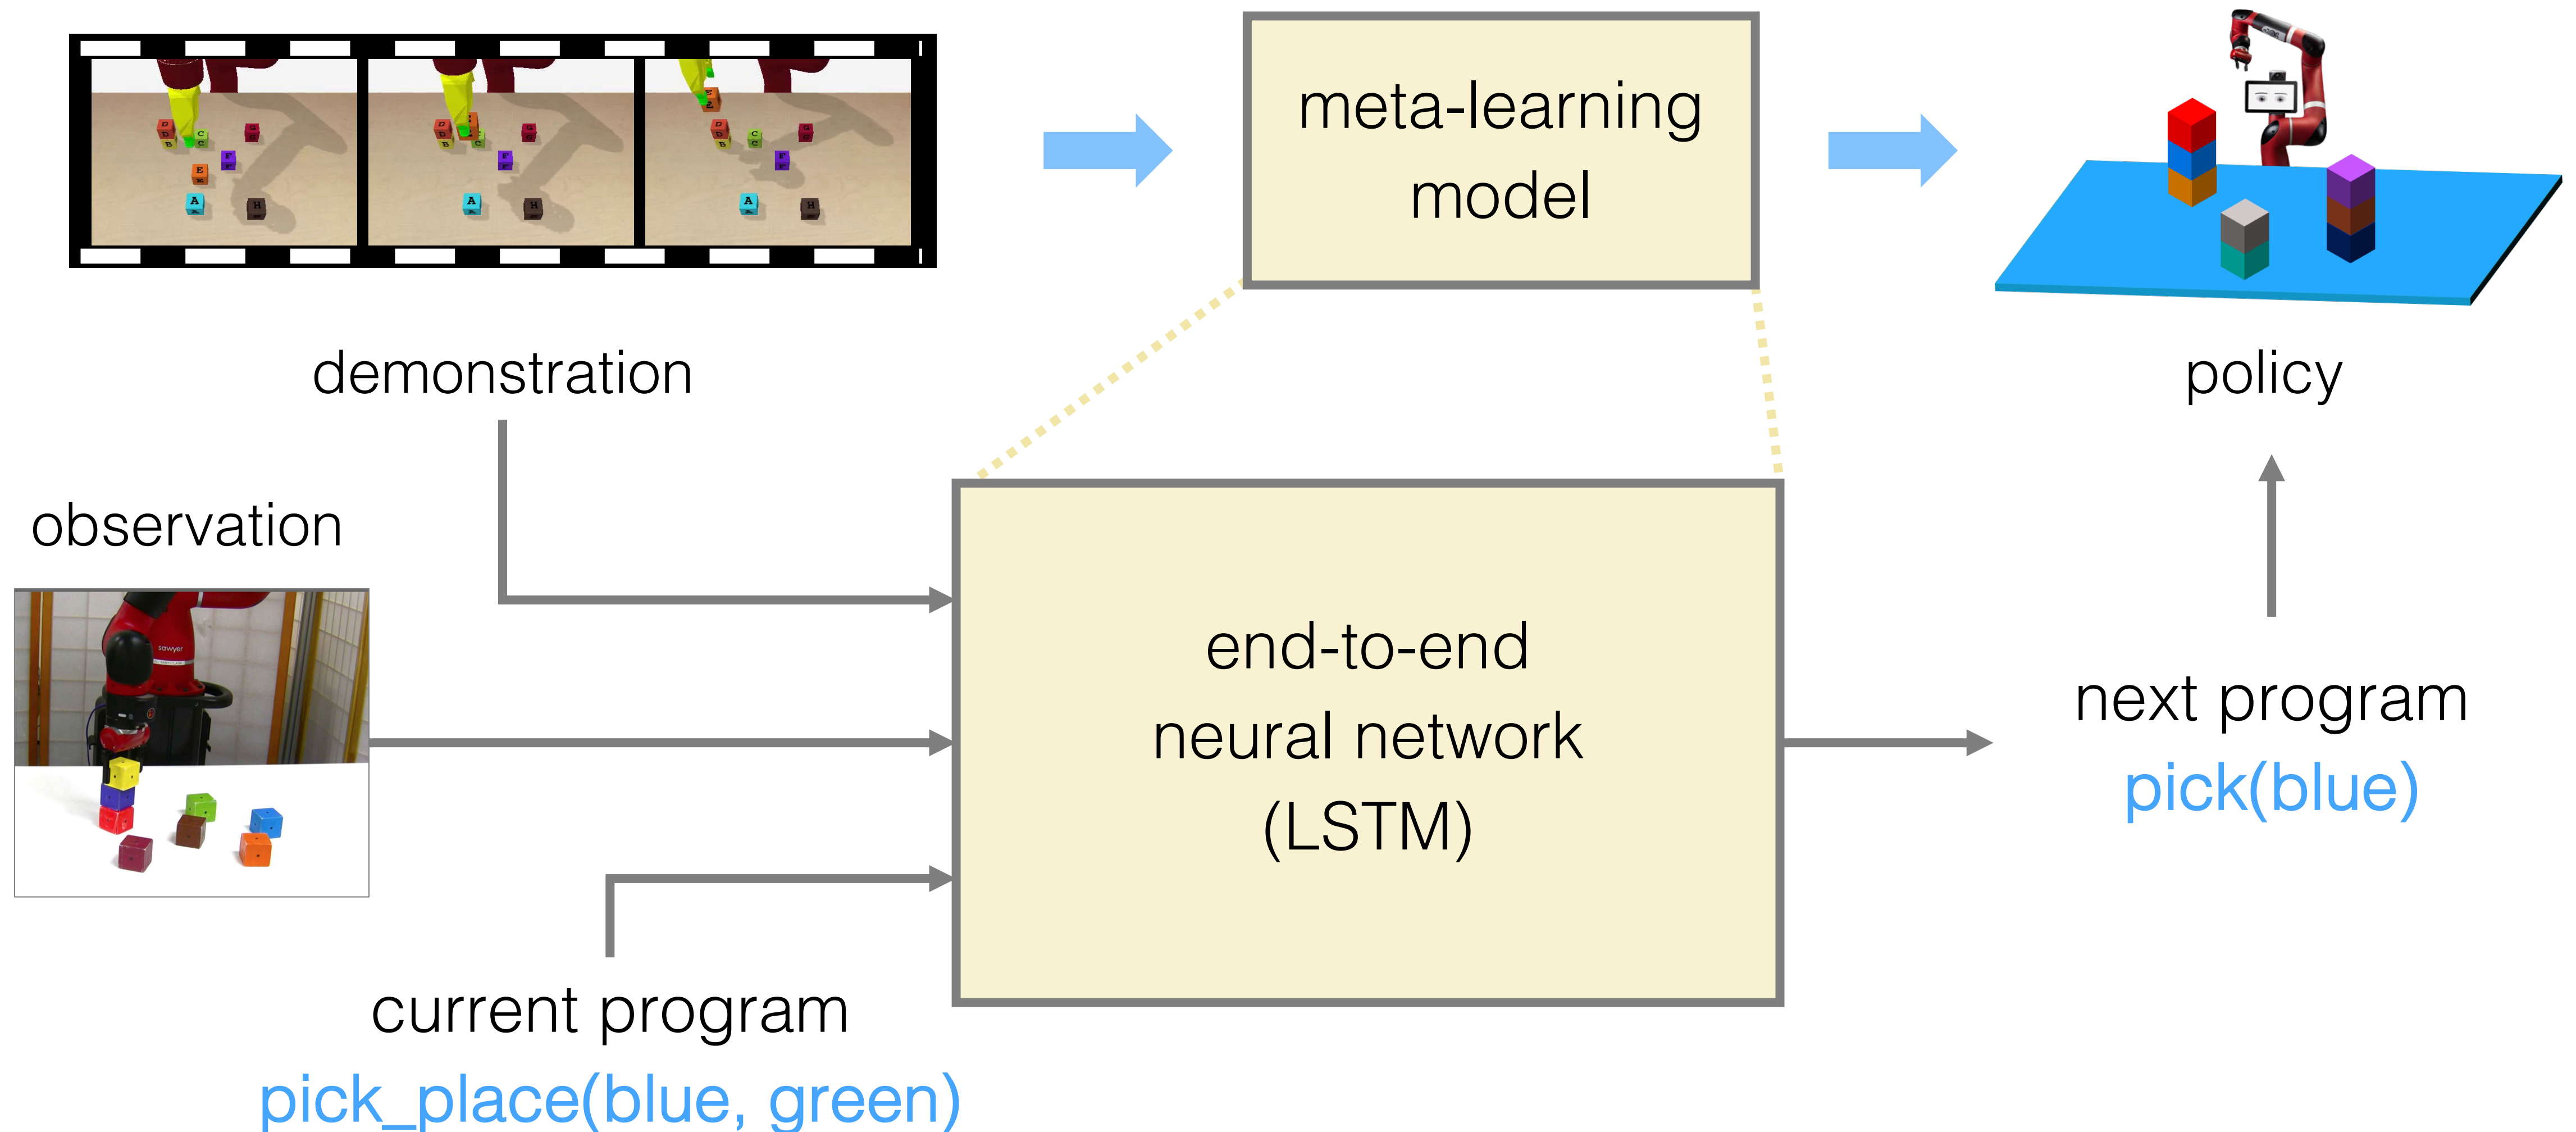 D
B
C
G
F
E
A
H
D
B
C
G
F
A
H
E
D
B
C
G
F
A
H
meta-learning
model
demonstration
policy
observation
sawyer
end-to-end
neural network
(LSTM)
next program
pick(blue)
current program
pick_place(blue, green)